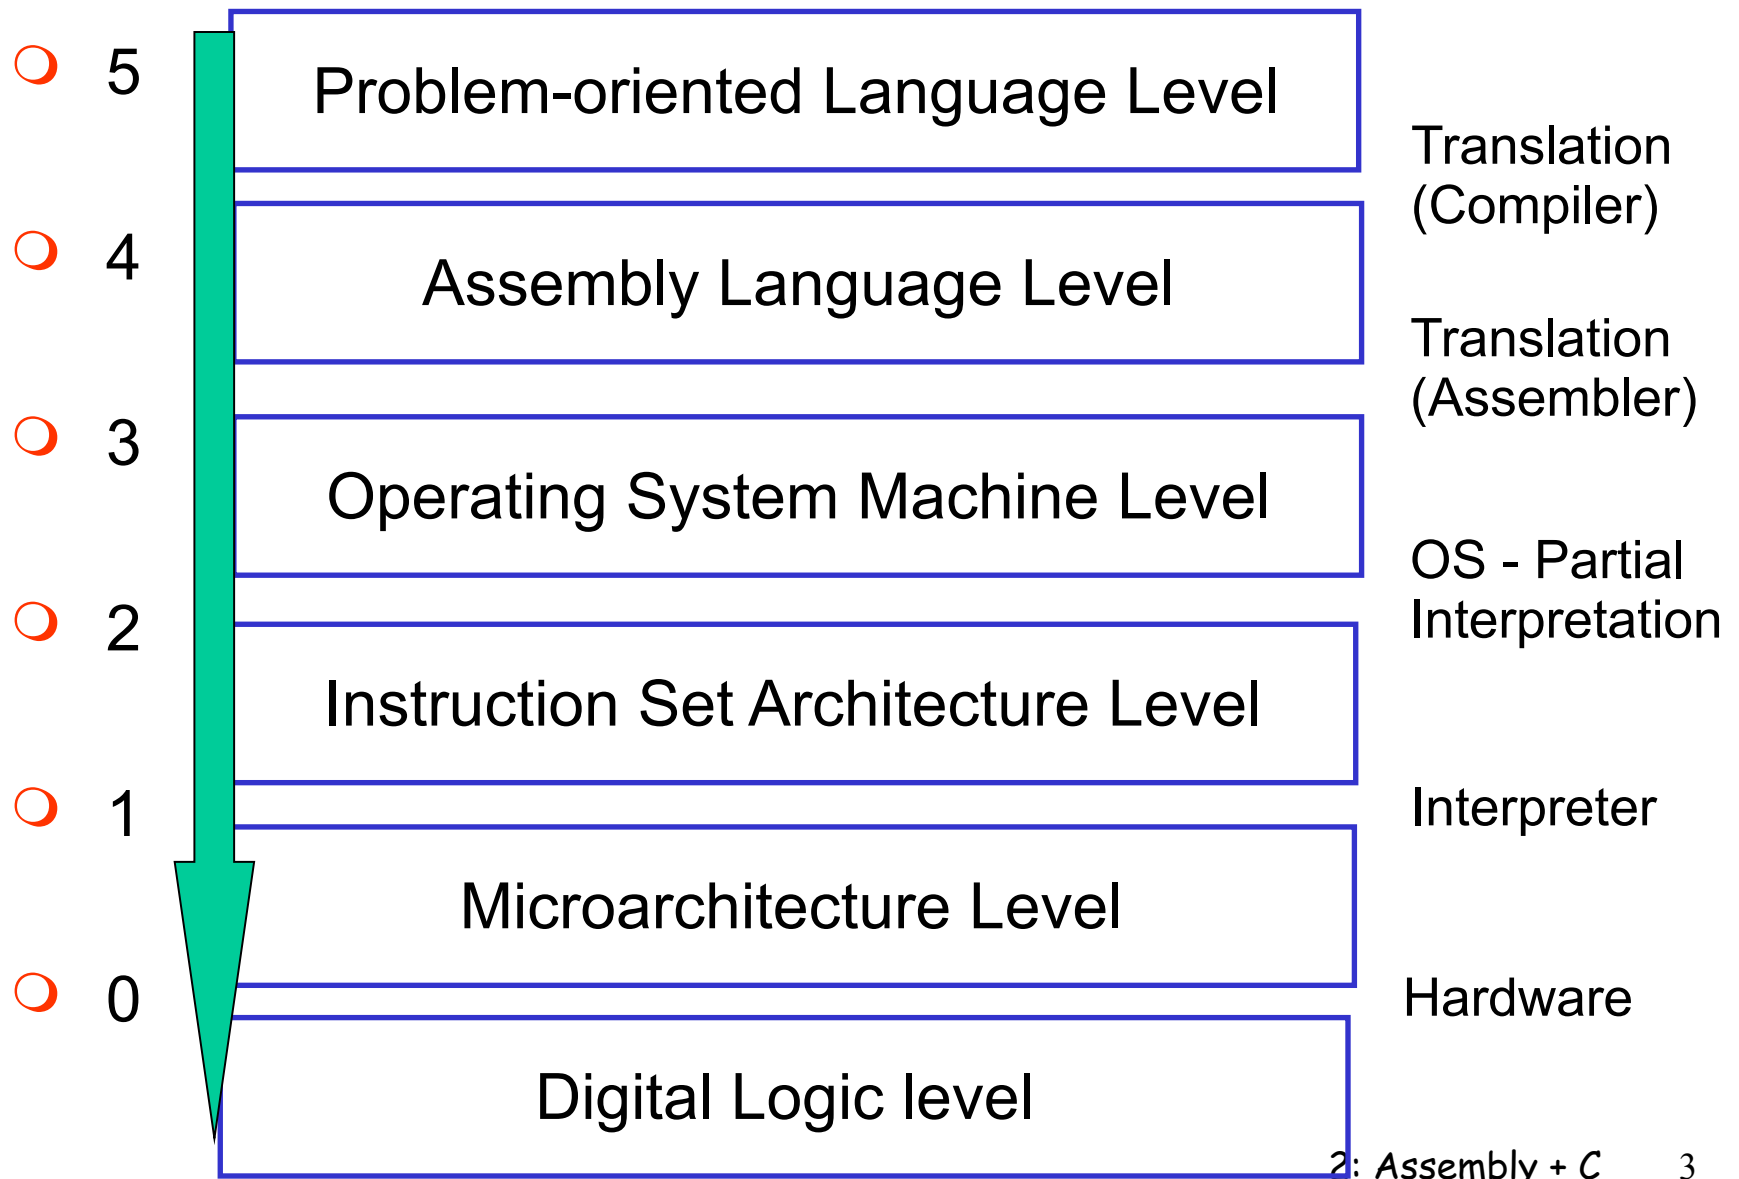 5
Problem-oriented Language Level
Translation
(Compiler)
4
Assembly Language Level
Translation
(Assembler)
3
Operating System Machine Level
OS - Partial
Interpretation
2
Instruction Set Architecture Level
1
Interpreter
Microarchitecture Level
0
Hardware
Digital Logic level
2: Assembly + C 3